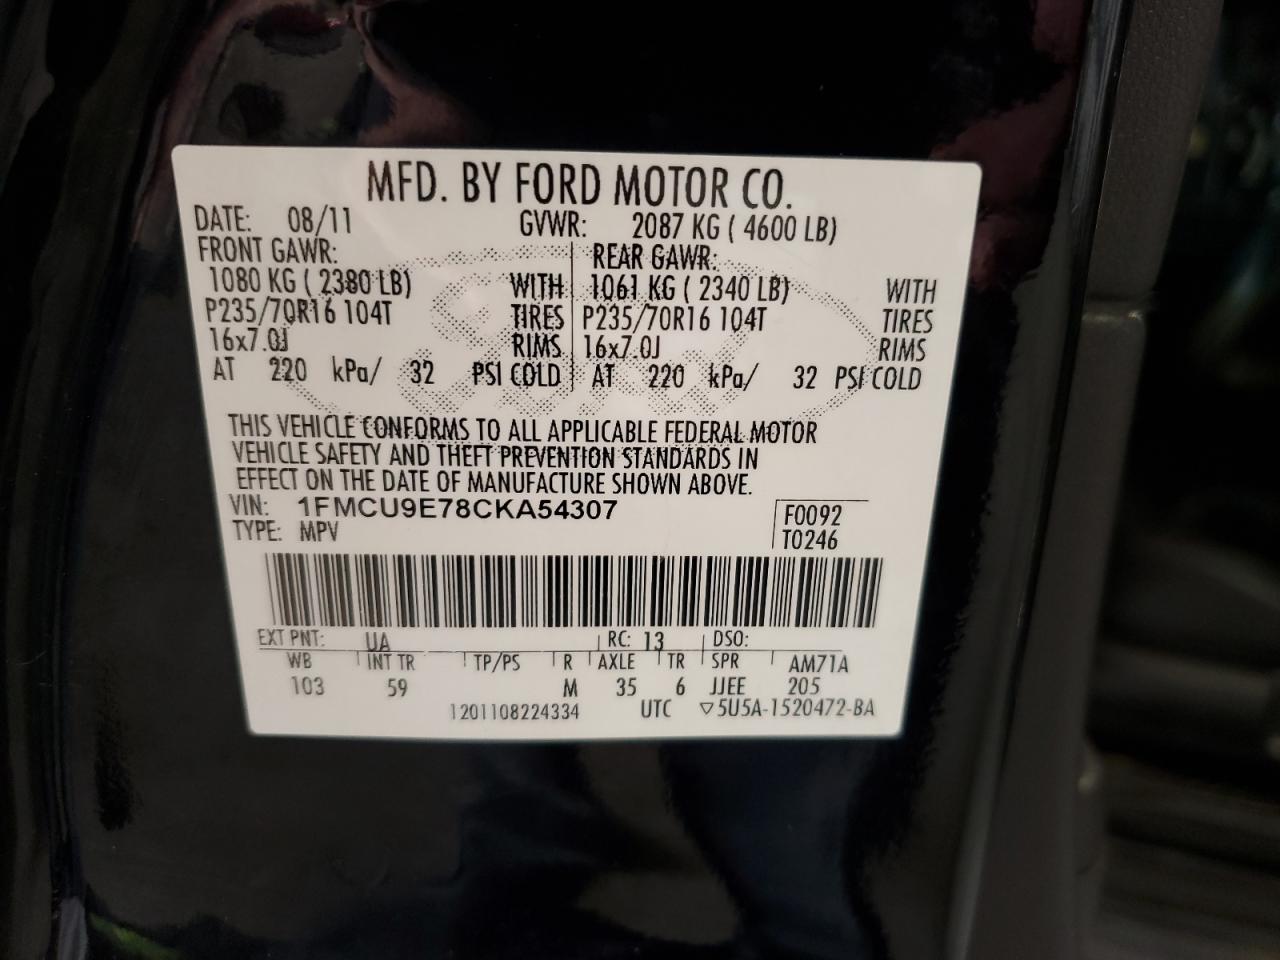 MFD. BY FORD MOTOR CO.
DATE: 08/11 GVWR: 2087 KG ( 4600 LB)
FRONT GAWR: REAR GAWR:
1080 KG ( 2380 LB) WITH 1061 KG ( 2340 LB) WITH
P235/70R16 104T TIRES P235/70R16 104T TIRES
16x7.0J RIMS 16x7.0J RIMS
AT 220 kPa/ 32 PSI COLD AT 220 kPa/ 32 PSI COLD
THIS VEHICLE CONFORMS TO ALL APPLICABLE FEDERAL MOTOR
VEHICLE SAFETY AND THEFT PREVENTION STANDARDS IN
EFFECT ON THE DATE OF MANUFACTURE SHOWN ABOVE.
VIN: 1FMCU9E78CKA54307 F0092
TYPE: MPV T0246
EXT PNT: UA RC: 13 DSO:
WB INT TR TP/PS R AXLE TR SPR AM71A
103 59 M 35 6 JJEE 205
1201108224334 UTC ▽5U5A-1520472-BA